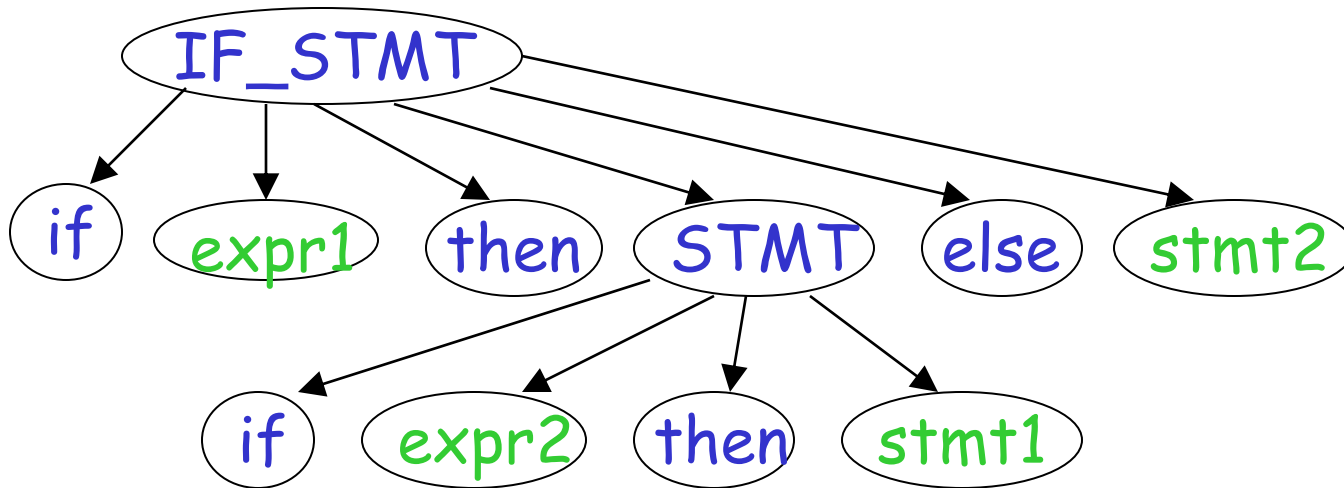 IF_STMT
if expr1 then STMT else stmt2
if expr2 then stmt1